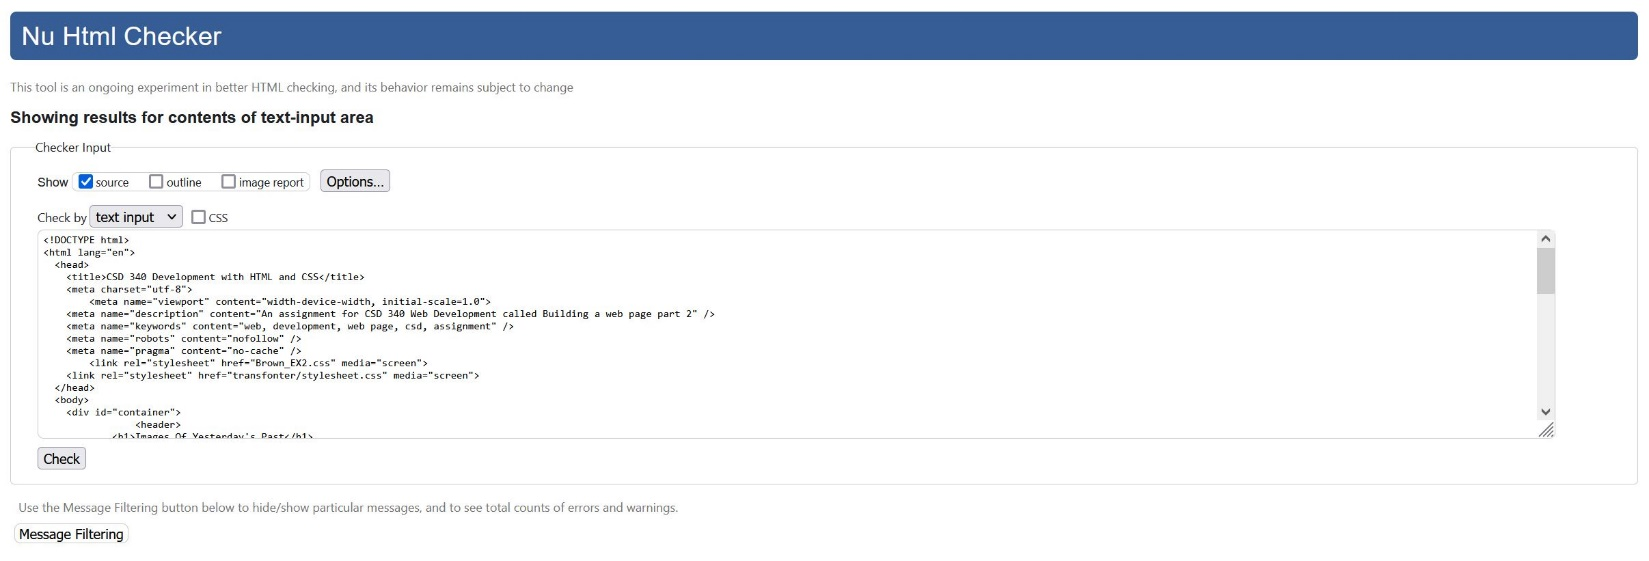 Nu Html Checker
This tool is an ongoing experiment in better HTML checking, and its behavior remains subject to change
Showing results for contents of text-input area
Checker Input
Show source outline image report Options...
Check by text input CSS
<!DOCTYPE html>
<html lang="en">
<head>
<title>CSD 340 Development with HTML and CSS</title>
<meta charset="utf-8">
<meta name="viewport" content="width-device-width, initial-scale=1.0">
<meta name="description" content="An assignment for CSD 340 Web Development called Building a web page part 2" />
<meta name="keywords" content="web, development, web page, csd, assignment" />
<meta name="robots" content="nofollow" />
<meta name="pragma" content="no-cache" />
<link rel="stylesheet" href="Brown_EX2.css" media="screen">
<link rel="stylesheet" href="transfonter/stylesheet.css" media="screen">
</head>
<body>
<div id="container">
<header>
<h1>Images Of Yesterday's Past</h1>
Check
Use the Message Filtering button below to hide/show particular messages, and to see total counts of errors and warnings.
Message Filtering